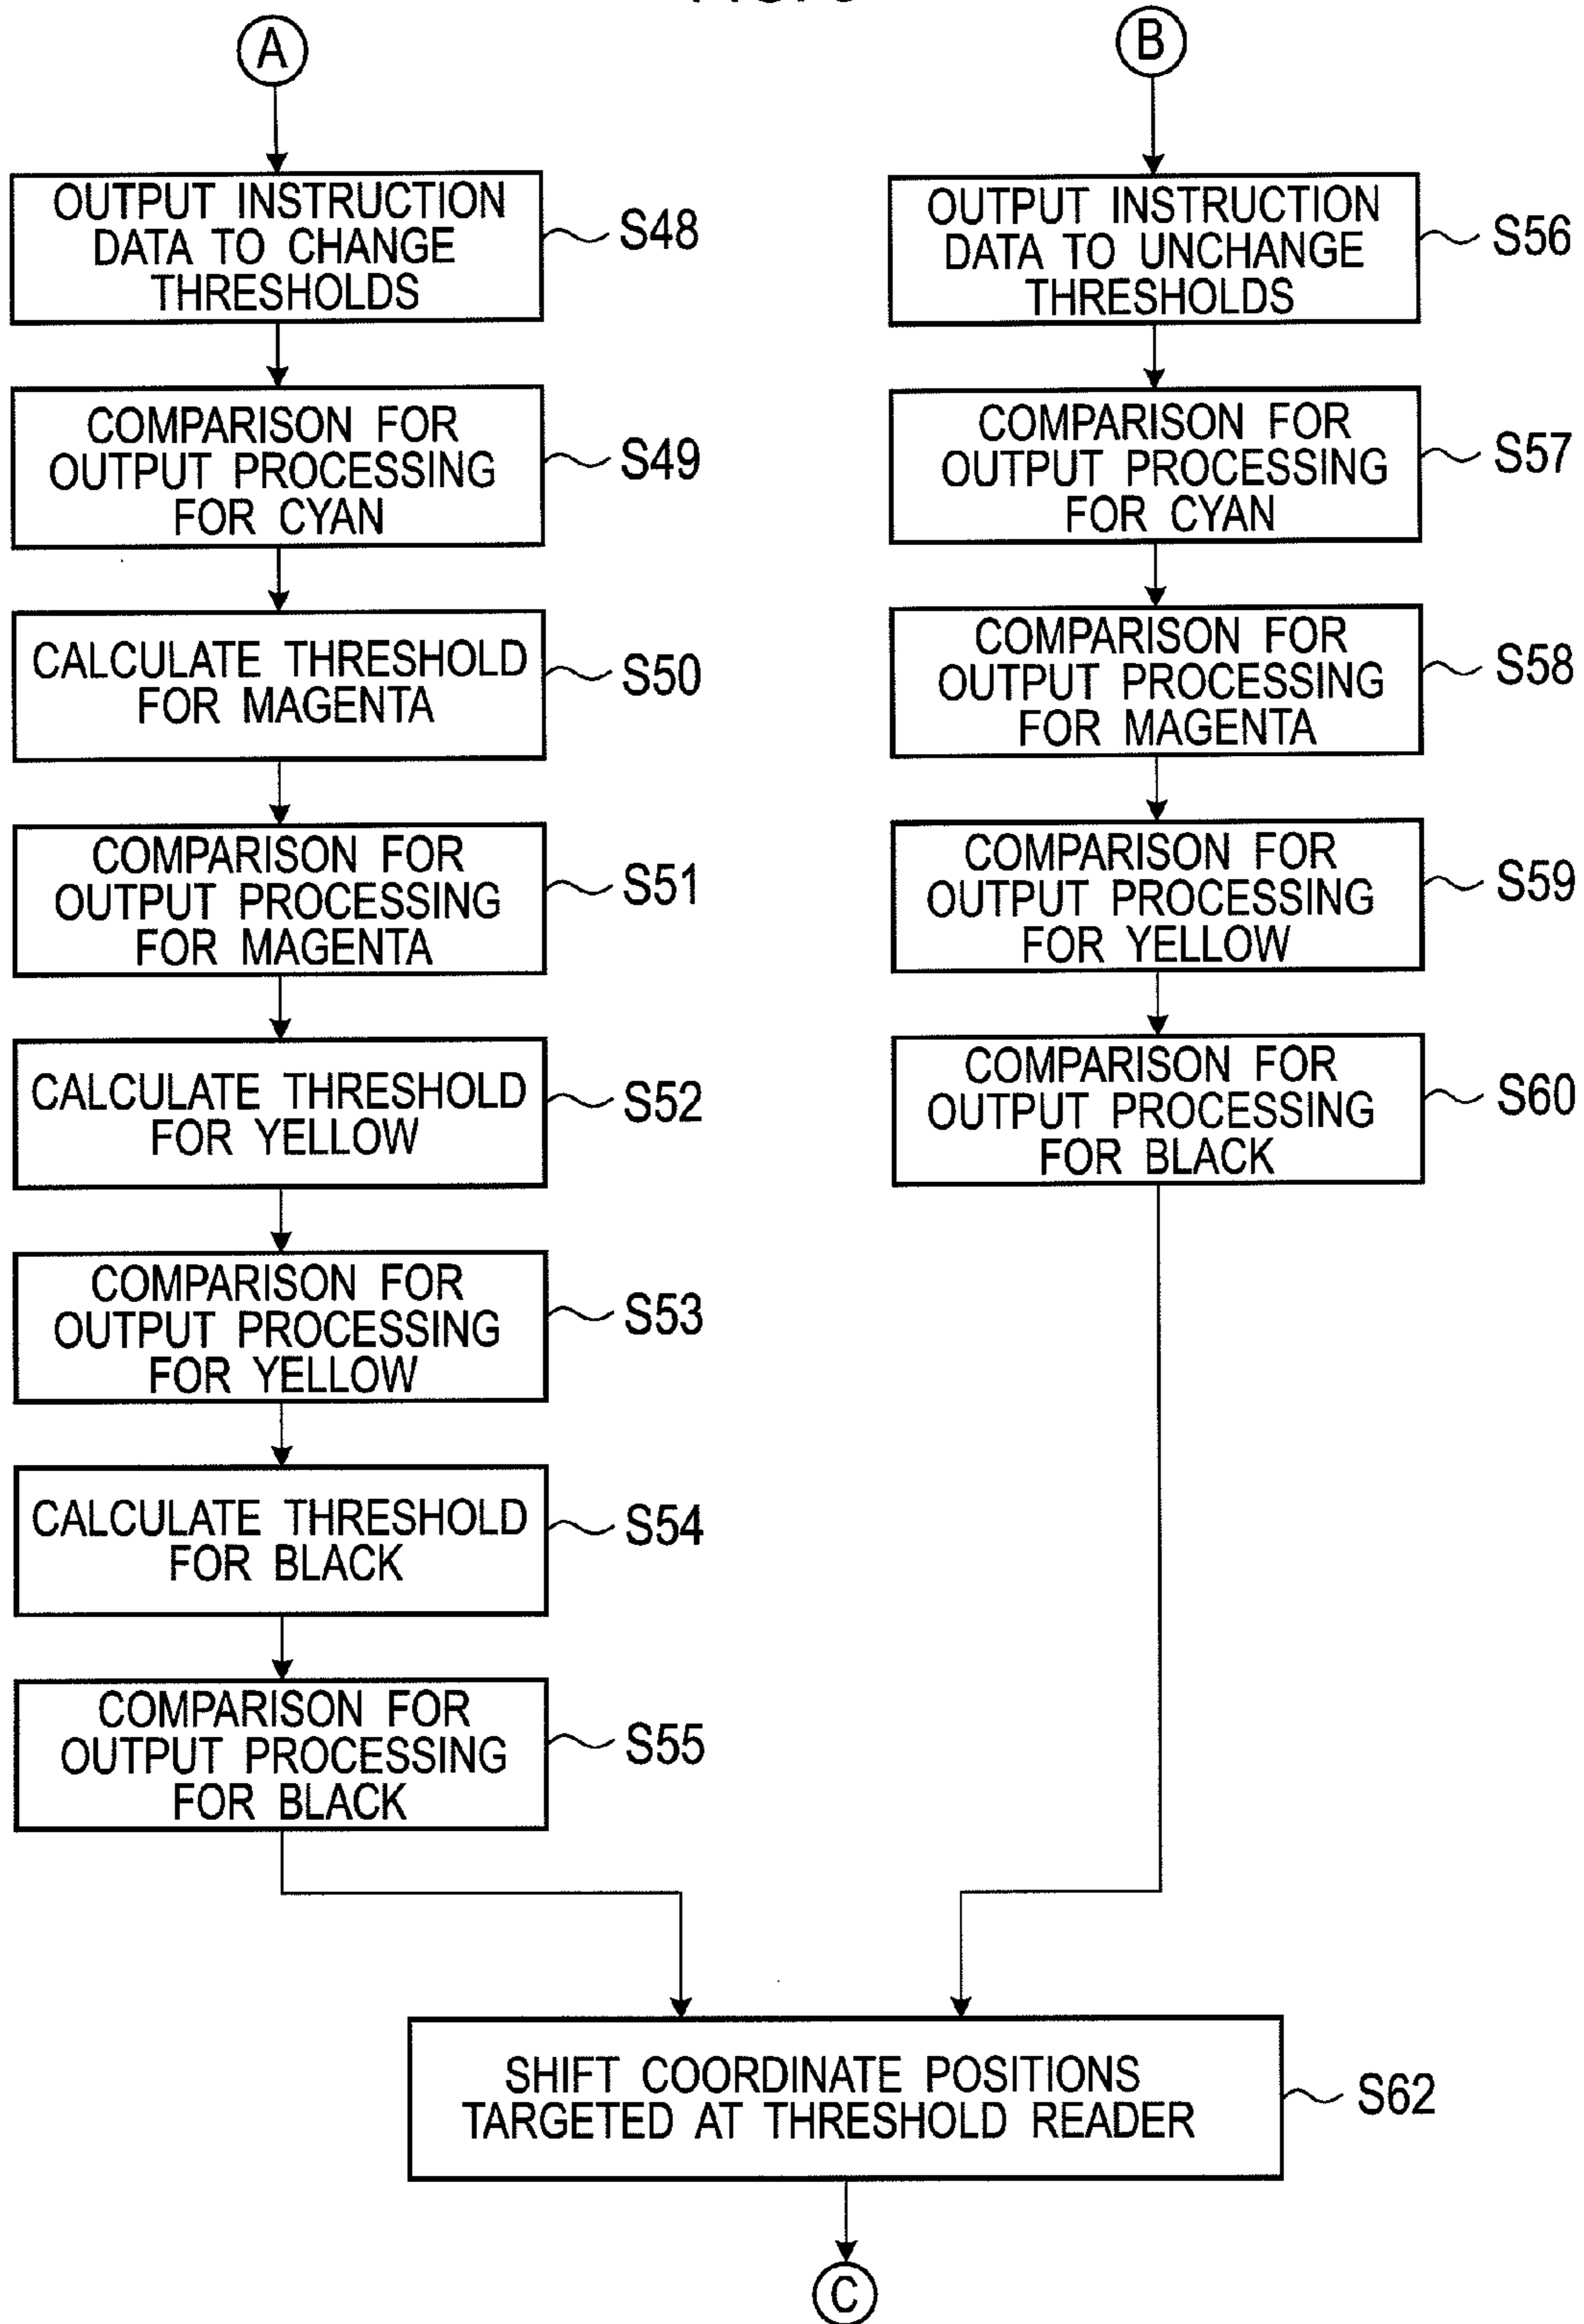 A
OUTPUT INSTRUCTION
DATA TO CHANGE
THRESHOLDS
S48
COMPARISON FOR
OUTPUT PROCESSING
FOR CYAN
S49
CALCULATE THRESHOLD
FOR MAGENTA
S50
COMPARISON FOR
OUTPUT PROCESSING
FOR MAGENTA
S51
CALCULATE THRESHOLD
FOR YELLOW
S52
COMPARISON FOR
OUTPUT PROCESSING
FOR YELLOW
S53
CALCULATE THRESHOLD
FOR BLACK
S54
COMPARISON FOR
OUTPUT PROCESSING
FOR BLACK
S55
B
OUTPUT INSTRUCTION
DATA TO UNCHANGE
THRESHOLDS
S56
COMPARISON FOR
OUTPUT PROCESSING
FOR CYAN
S57
COMPARISON FOR
OUTPUT PROCESSING
FOR MAGENTA
S58
COMPARISON FOR
OUTPUT PROCESSING
FOR YELLOW
S59
COMPARISON FOR
OUTPUT PROCESSING
FOR BLACK
S60
SHIFT COORDINATE POSITIONS
TARGETED AT THRESHOLD READER
S62
C